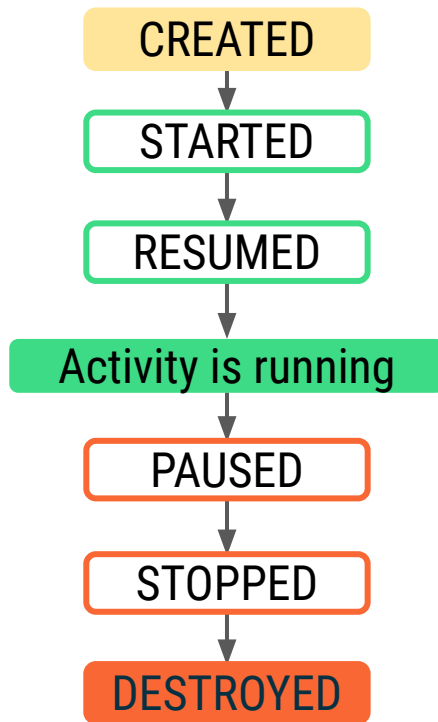 CREATED
STARTED
RESUMED
Activity is running
PAUSED
STOPPED
DESTROYED